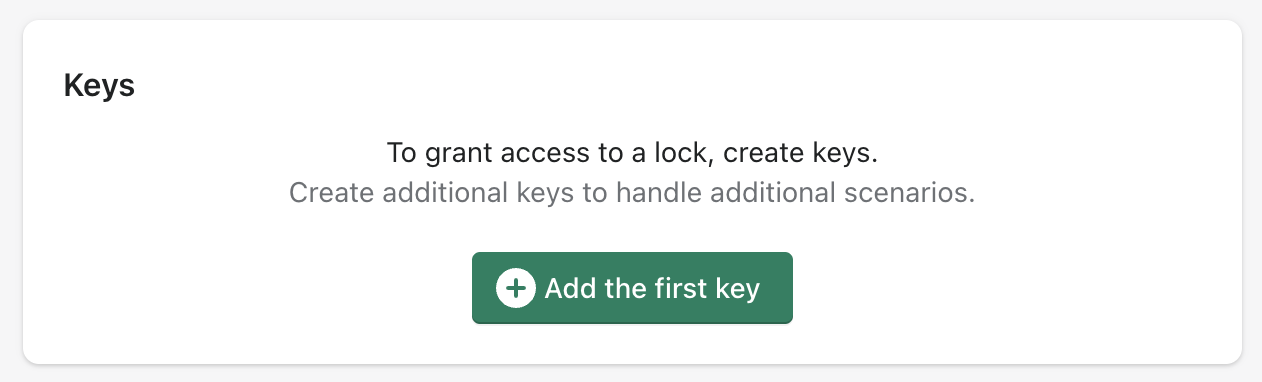 Keys
To grant access to a lock, create keys.
Create additional keys to handle additional scenarios.
Add the first key